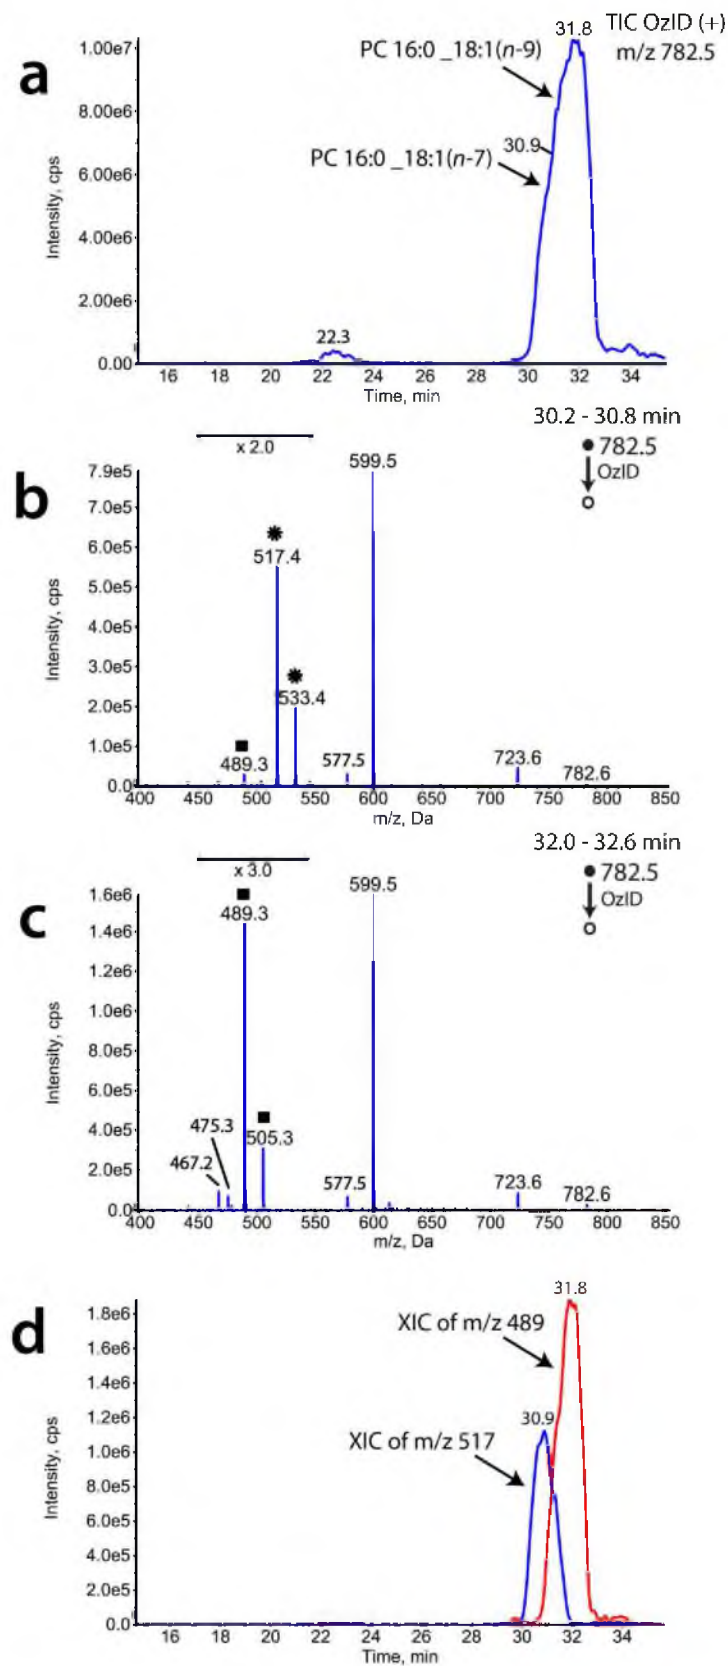 a
TIC OzID (+)
m/z 782.5
31.8
PC 16:0 _18:1(n-9)
30.9
PC 16:0 _18:1(n-7)
22.3
Intensity, cps
1.00e7
8.00e6
6.00e6
4.00e6
2.00e6
0.00
16 18 20 22 24 26 28 30 32 34
Time, min
b
30.2 - 30.8 min
782.5
OzID
x 2.0
599.5
517.4
533.4
489.3
577.5
723.6
782.6
Intensity, cps
7.9e5
7.0e5
6.0e5
5.0e5
4.0e5
3.0e5
2.0e5
1.0e5
0.0
400 450 500 550 600 650 700 750 800 850
m/z, Da
c
32.0 - 32.6 min
782.5
OzID
x 3.0
599.5
489.3
475.3
467.2
505.3
577.5
723.6
782.6
Intensity, cps
1.6e6
1.4e6
1.2e6
1.0e6
8.0e5
6.0e5
4.0e5
2.0e5
0.0
400 450 500 550 600 650 700 750 800 850
m/z, Da
d
31.8
XIC of m/z 489
30.9
XIC of m/z 517
Intensity, cps
1.8e6
1.6e6
1.4e6
1.2e6
1.0e6
8.0e5
6.0e5
4.0e5
2.0e5
0.0
16 18 20 22 24 26 28 30 32 34
Time, min